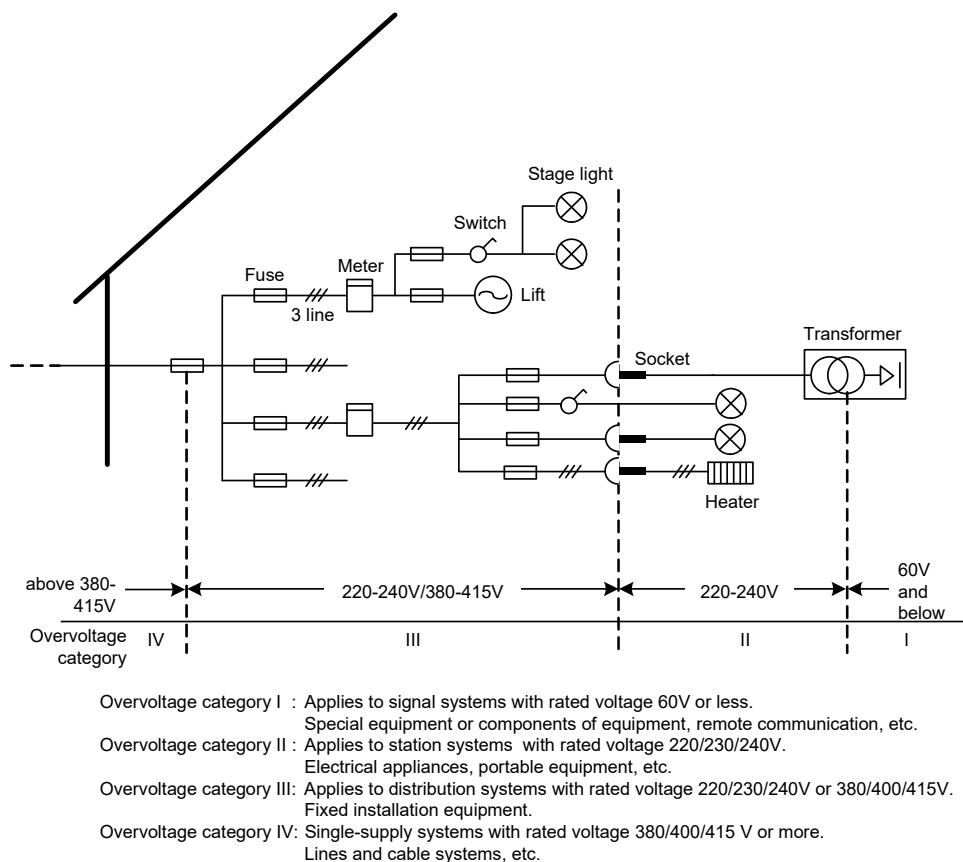 Stage light
Switch
Fuse
Meter
3 line
Lift
Transformer
Socket
Heater
above 380-
415V
220-240V/380-415V
220-240V
60V
and
below
Overvoltage
category
IV
III
II
I
Overvoltage category I : Applies to signal systems with rated voltage 60V or less.
Special equipment or components of equipment, remote communication, etc.
Overvoltage category II : Applies to station systems with rated voltage 220/230/240V.
Electrical appliances, portable equipment, etc.
Overvoltage category III: Applies to distribution systems with rated voltage 220/230/240V or 380/400/415V.
Fixed installation equipment.
Overvoltage category IV: Single-supply systems with rated voltage 380/400/415 V or more.
Lines and cable systems, etc.